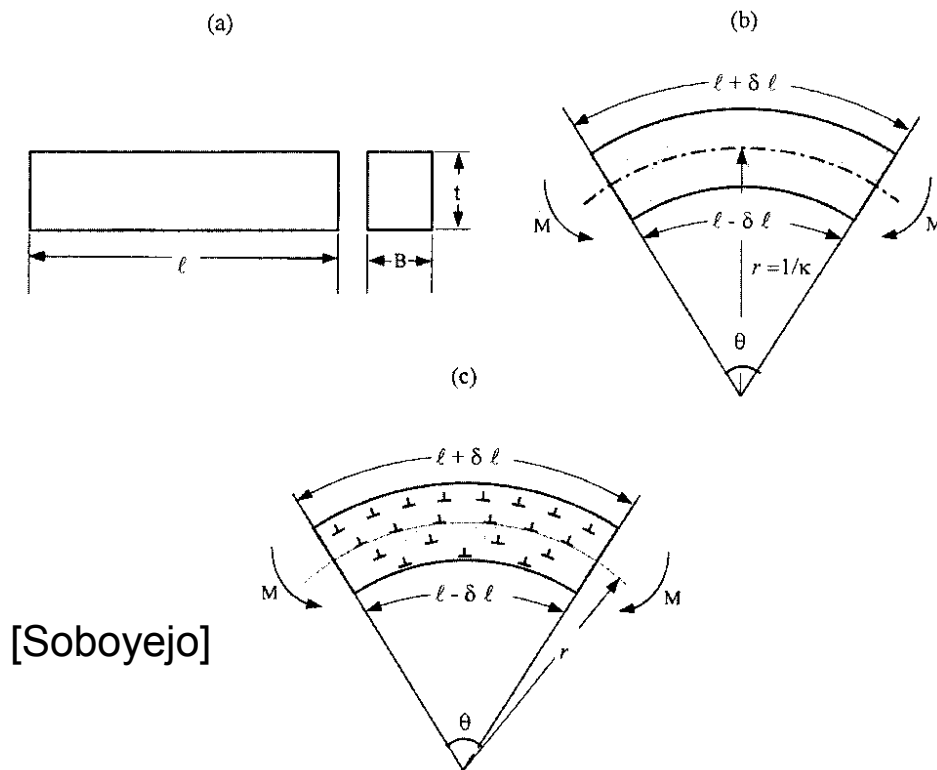 (a)
(b)
ℓ + δ ℓ
t
ℓ
B
M
M
ℓ - δ ℓ
r = 1/κ
θ
(c)
ℓ + δ ℓ
M
M
ℓ - δ ℓ
r
[Soboyejo]
θ